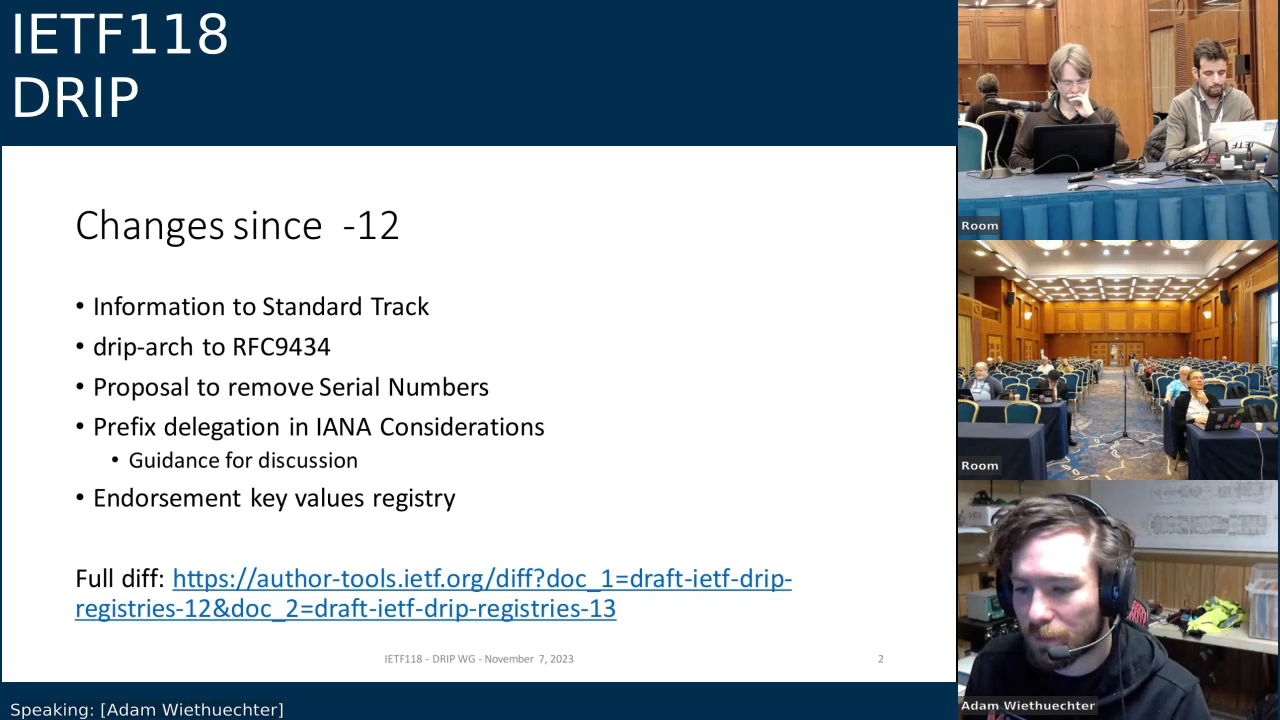 IETF118
DRIP
Changes since -12
• Information to Standard Track
• drip-arch to RFC9434
• Proposal to remove Serial Numbers
• Prefix delegation in IANA Considerations
• Guidance for discussion
• Endorsement key values registry
Full diff: https://author-tools.ietf.org/diff?doc_1=draft-ietf-drip-
registries-12&doc_2=draft-ietf-drip-registries-13
IETF118 - DRIP WG - November 7, 2023
2
Speaking: [Adam Wiethuechter]
Room
IETF
Room
Adam Wiethuechter